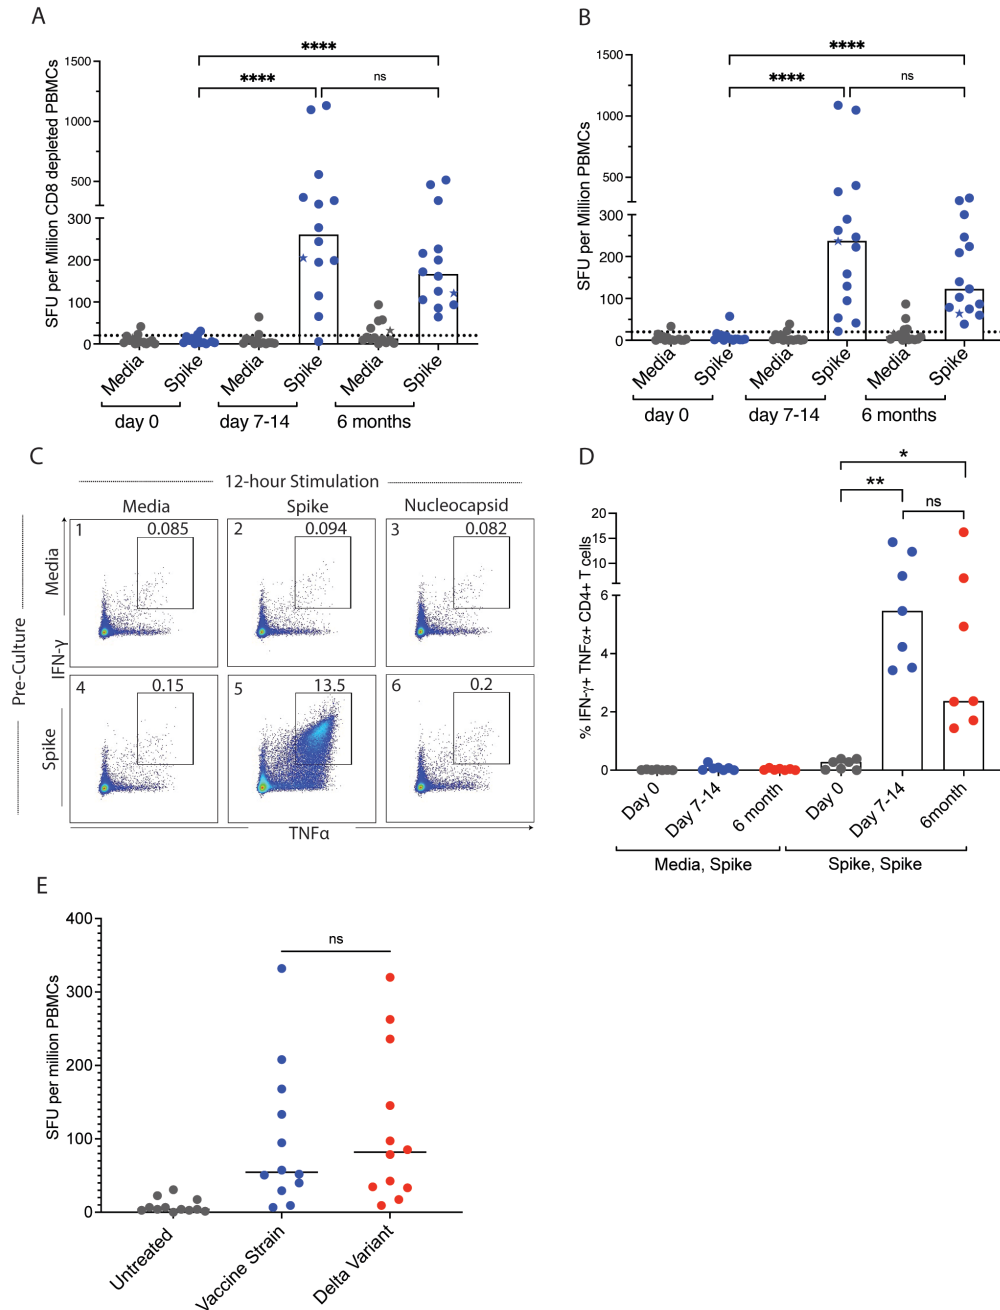 A
SFU per Million CD8 depleted PBMCs
1500
1000
500
300
200
100
0
****
****
ns
Media
Spike
Media
Spike
Media
Spike
day 0
day 7-14
6 months
B
SFU per Million PBMCs
1500
1000
500
300
200
100
0
****
****
ns
Media
Spike
Media
Spike
Media
Spike
day 0
day 7-14
6 months
C
12-hour Stimulation
Media
Spike
Nucleocapsid
Pre-Culture
IFN-γ
Media
Spike
1
0.085
2
0.094
3
0.082
4
0.15
5
13.5
6
0.2
TNFα
D
% IFN-γ+ TNFα+ CD4+ T cells
20
15
10
6
4
2
0
*
**
ns
Day 0
Day 7-14
6 month
Day 0
Day 7-14
6month
Media, Spike
Spike, Spike
E
SFU per million PBMCs
400
300
200
100
0
ns
Untreated
Vaccine Strain
Delta Variant